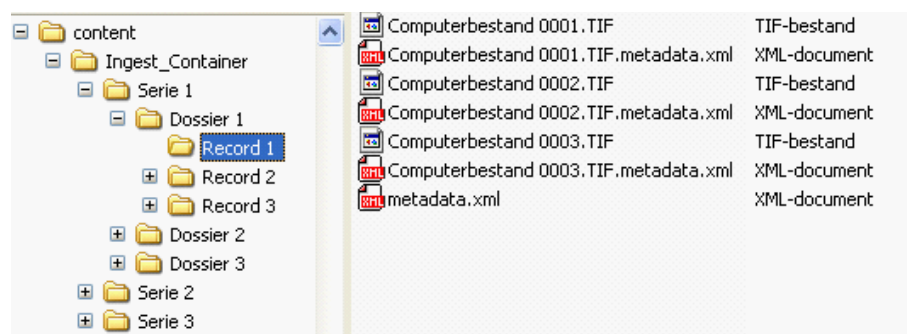 content
Ingest_Container
Serie 1
Dossier 1
Record 1
Record 2
Record 3
Dossier 2
Dossier 3
Serie 2
Serie 3
Computerbestand 0001.TIF TIF-bestand
Computerbestand 0001.TIF.metadata.xml XML-document
Computerbestand 0002.TIF TIF-bestand
Computerbestand 0002.TIF.metadata.xml XML-document
Computerbestand 0003.TIF TIF-bestand
Computerbestand 0003.TIF.metadata.xml XML-document
metadata.xml XML-document